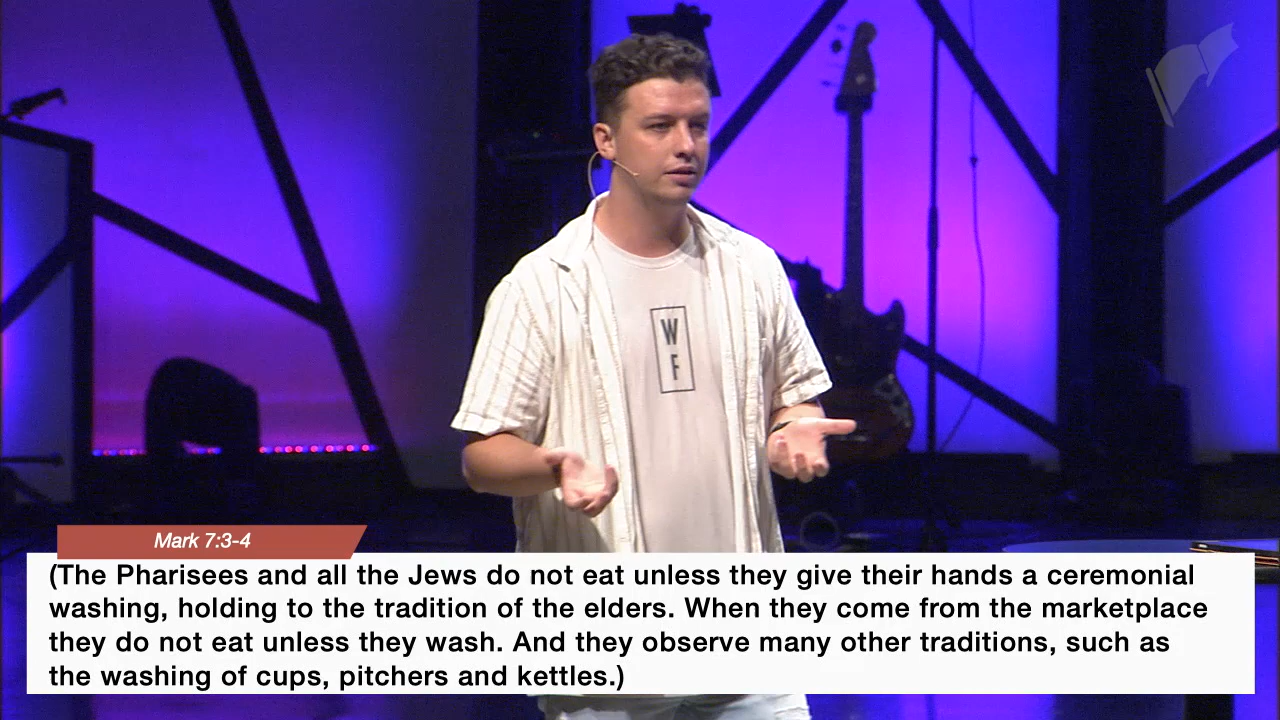 W
F
Mark 7:3-4
(The Pharisees and all the Jews do not eat unless they give their hands a ceremonial
washing, holding to the tradition of the elders. When they come from the marketplace
they do not eat unless they wash. And they observe many other traditions, such as
the washing of cups, pitchers and kettles.)